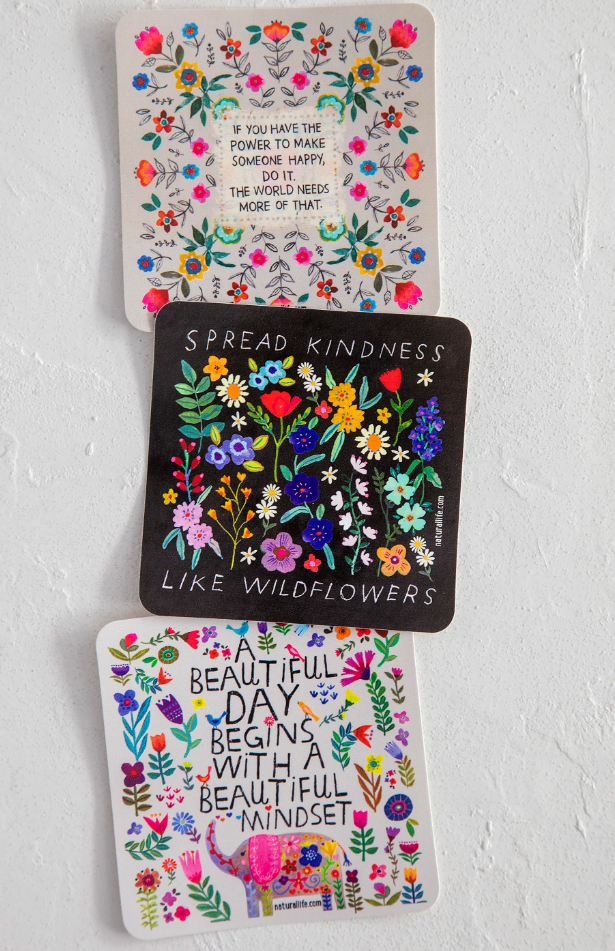 IF YOU HAVE THE
POWER TO MAKE
SOMEONE HAPPY,
DO IT.
THE WORLD NEEDS
MORE OF THAT.
SPREAD KINDNESS
naturallife.com
LIKE WILDFLOWERS
A
BEAUTIFUL
DAY
BEGINS
WITH A
BEAUTIFUL
MINDSET
naturallife.com